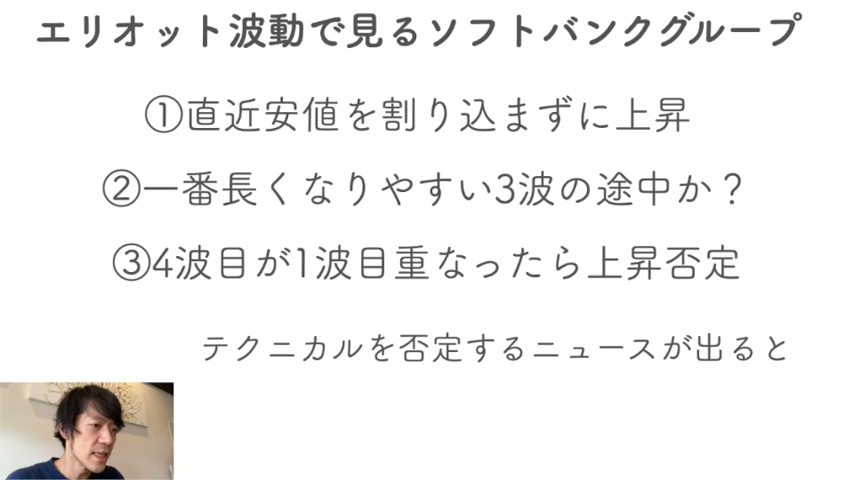 エリオット波動で見るソフトバンクグループ
①直近安値を割り込まずに上昇
②一番長くなりやすい3波の途中か？
③4波目が1波目重なったら上昇否定
テクニカルを否定するニュースが出ると